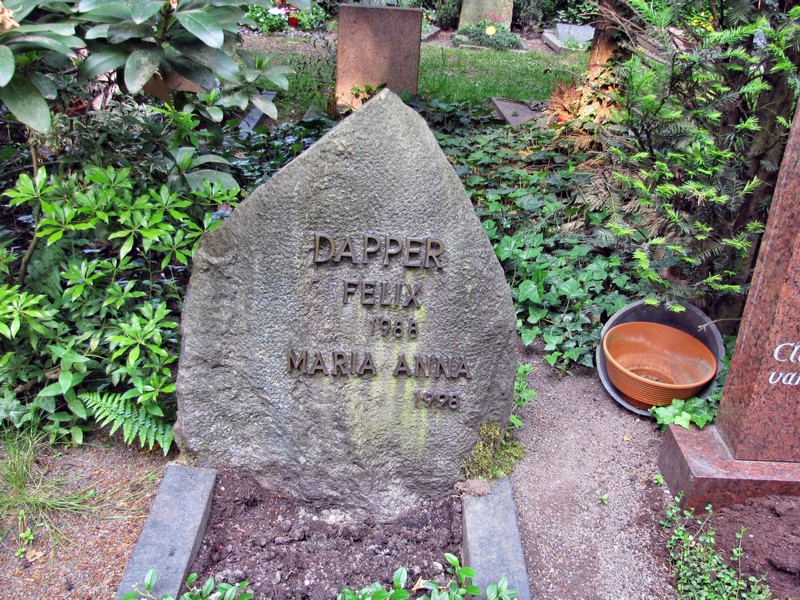 DAPPER
FELIX
1988
MARIA ANNA
1998